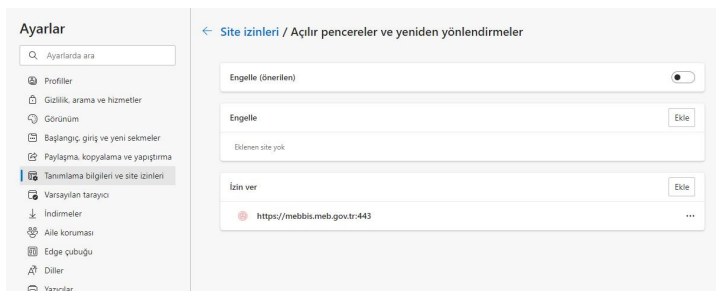 Ayarlar
Ayarlarda ara
Profiller
Gizlilik, arama ve hizmetler
Görünüm
Başlangıç, giriş ve yeni sekmeler
Paylaşma, kopyalama ve yapıştırma
Tanımlama bilgileri ve site izinleri
Varsayılan tarayıcı
İndirmeler
Aile koruması
Edge çubuğu
Diller
Yazıcılar
Site izinleri / Açılır pencereler ve yeniden yönlendirmeler
Engelle (önerilen)
Engelle Ekle
Eklenen site yok
İzin ver Ekle
https://mebbis.meb.gov.tr:443